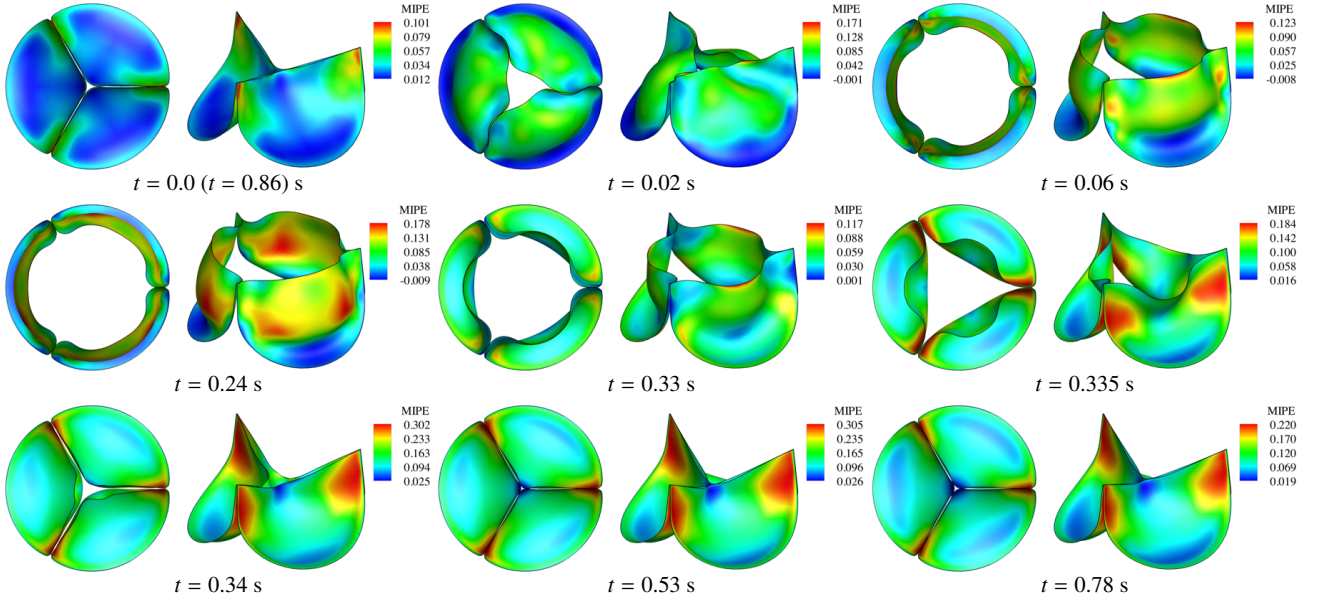 MIPE
0.101
0.079
0.057
0.034
0.012
t = 0.0 (t = 0.86) s
MIPE
0.171
0.128
0.085
0.042
-0.001
t = 0.02 s
MIPE
0.123
0.090
0.057
0.025
-0.008
t = 0.06 s
MIPE
0.178
0.131
0.085
0.038
-0.009
t = 0.24 s
MIPE
0.117
0.088
0.059
0.030
0.001
t = 0.33 s
MIPE
0.184
0.142
0.100
0.058
0.016
t = 0.335 s
MIPE
0.302
0.233
0.163
0.094
0.025
t = 0.34 s
MIPE
0.305
0.235
0.165
0.096
0.026
t = 0.53 s
MIPE
0.220
0.170
0.120
0.069
0.019
t = 0.78 s